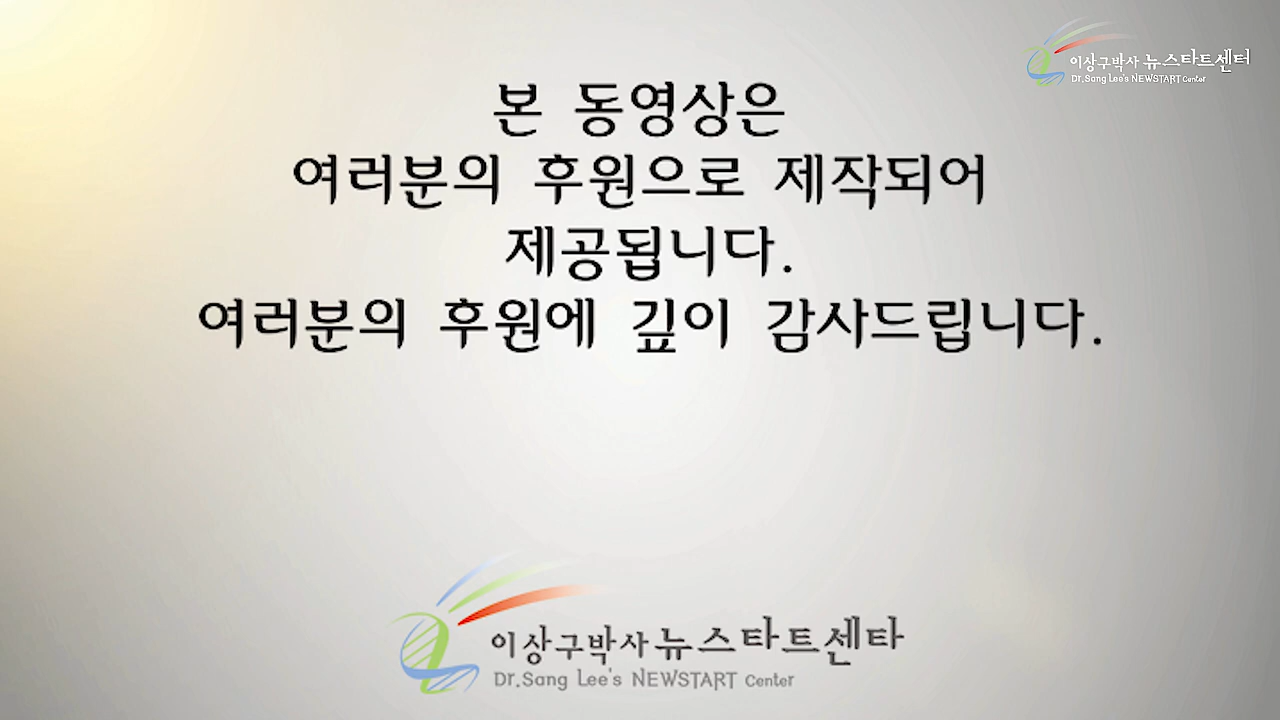 이상구박사 뉴스타트센터
Dr.Sang Lee's NEWSTART Center
본 동영상은
여러분의 후원으로 제작되어
제공됩니다.
여러분의 후원에 깊이 감사드립니다.
이상구박사 뉴스타트센타
Dr.Sang Lee's NEWSTART Center